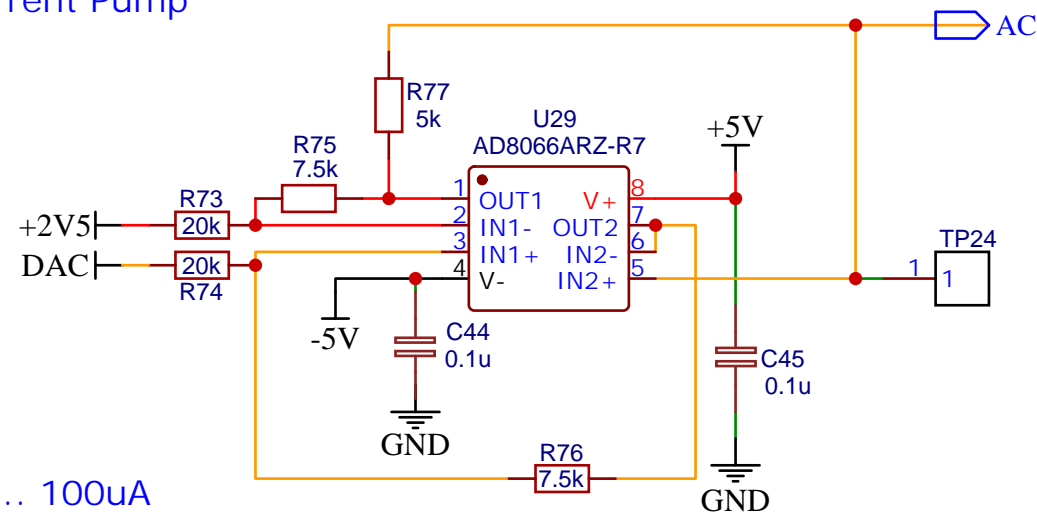 rent Pump
AC
R77
5k
U29
AD8066ARZ-R7
+5V
R75
7.5k
1
OUT1
V+
8
R73
20k
+2V5
2
IN1-
OUT2
7
3
IN1+
IN2-
6
DAC
20k
R74
4
V-
IN2+
5
TP24
1
1
-5V
C44
0.1u
C45
0.1u
GND
R76
7.5k
GND
.. 100uA